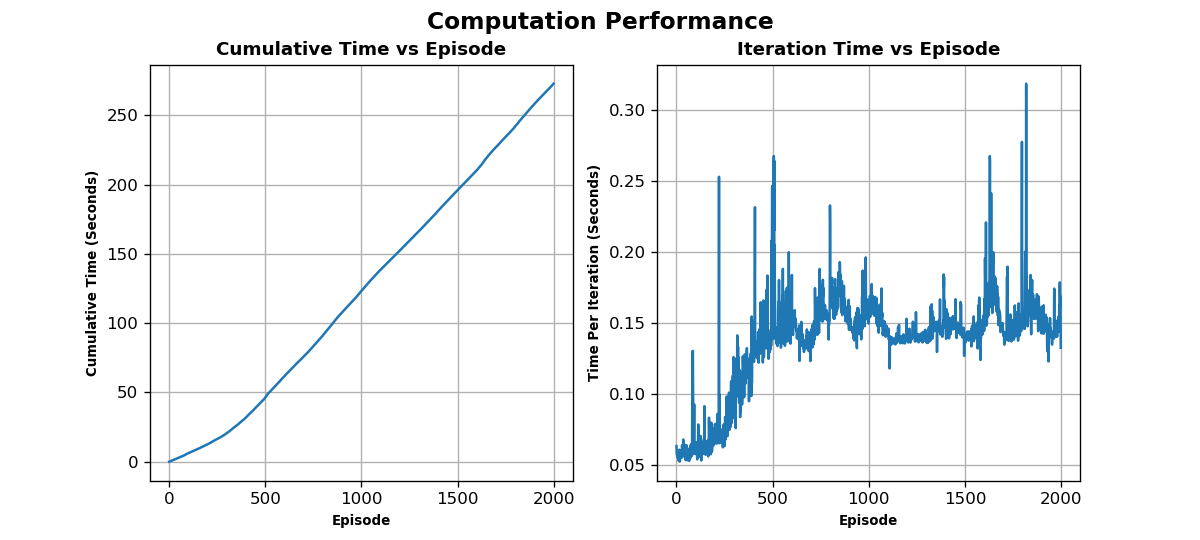 Computation Performance
Cumulative Time vs Episode
Cumulative Time (Seconds)
250
200
150
100
50
0
0 500 1000 1500 2000
Episode
Iteration Time vs Episode
Time Per Iteration (Seconds)
0.30
0.25
0.20
0.15
0.10
0.05
0 500 1000 1500 2000
Episode